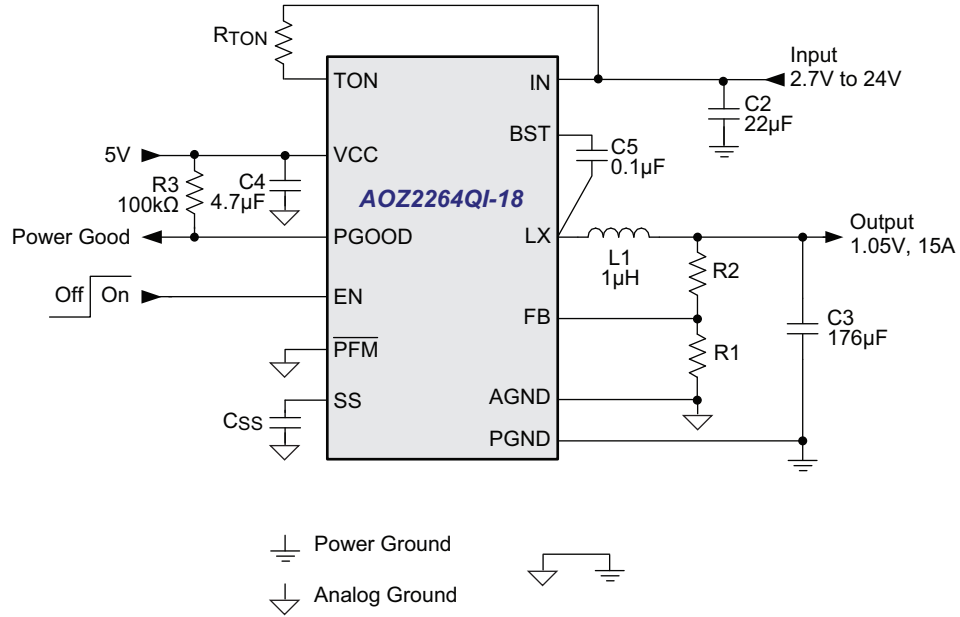 RTON
Input
2.7V to 24V
TON
IN
C2
22µF
BST
C5
0.1µF
5V
VCC
R3
100kΩ
C4
4.7µF
AOZ2264QI-18
Power Good
PGOOD
LX
L1
1µH
Output
1.05V, 15A
R2
Off
On
EN
FB
C3
176µF
PFM
R1
SS
CSS
AGND
PGND
Power Ground
Analog Ground